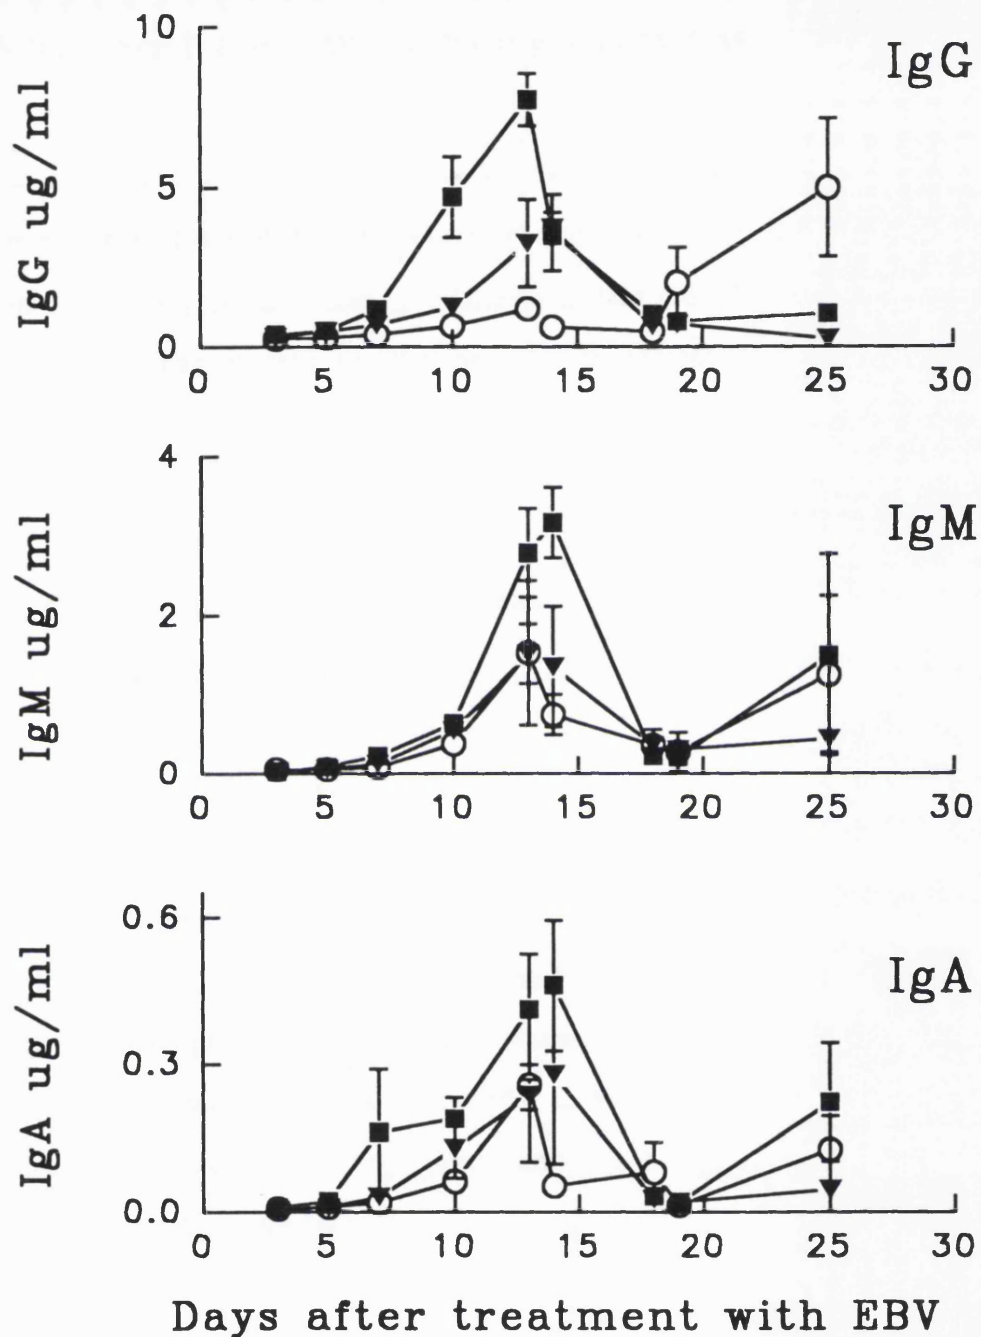 10
IgG
IgG ug/ml
5
0
0 5 10 15 20 25 30
4
IgM
IgM ug/ml
2
0
0 5 10 15 20 25 30
0.6
IgA
IgA ug/ml
0.3
0.0
0 5 10 15 20 25 30
Days after treatment with EBV